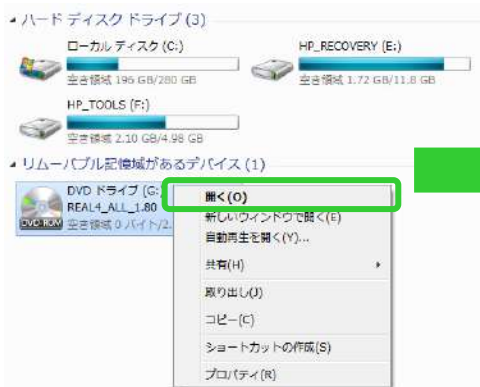 ハード ディスク ドライブ (3)
ローカル ディスク (C:)
空き領域 196 GB/280 GB
HP_RECOVERY (E:)
空き領域 1.72 GB/11.8 GB
HP_TOOLS (F:)
空き領域 2.10 GB/4.98 GB
リムーバブル記憶域があるデバイス (1)
DVD ドライブ (G:)
REAL4_ALL_1.80
DVD-ROM
空き領域 0 バイト/2.
開く(O)
新しいウィンドウで開く(E)
自動再生を開く(Y)...
共有(H)
取り出し(J)
コピー(C)
ショートカットの作成(S)
プロパティ(R)